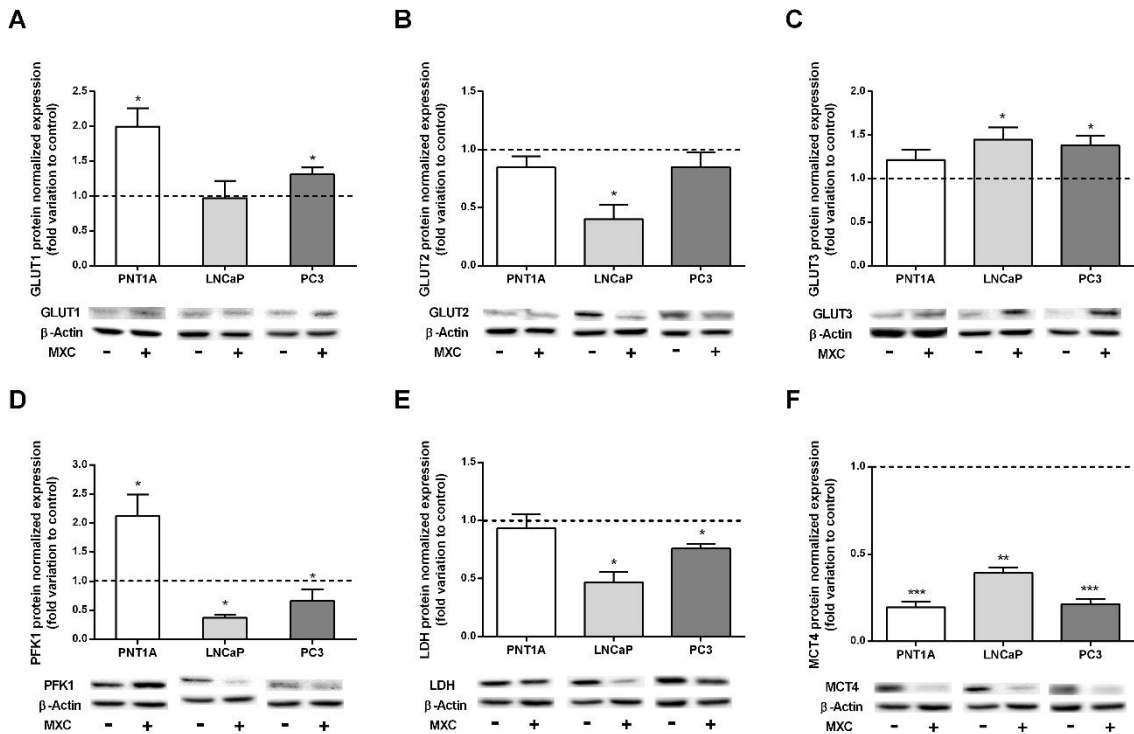 A
GLUT1 protein normalized expression
(fold variation to control)
2.5
2.0
1.5
1.0
0.5
0.0
*
*
PNT1A LNCaP PC3
GLUT1
β-Actin
MXC - + - + - +
B
GLUT2 protein normalized expression
(fold variation to control)
1.5
1.0
0.5
0.0
*
PNT1A LNCaP PC3
GLUT2
β-Actin
MXC - + - + - +
C
GLUT3 protein normalized expression
(fold variation to control)
2.0
1.5
1.0
0.5
0.0
*
*
PNT1A LNCaP PC3
GLUT3
β-Actin
MXC - + - + - +
D
PFK1 protein normalized expression
(fold variation to control)
3.0
2.5
2.0
1.5
1.0
0.5
0.0
*
*
*
PNT1A LNCaP PC3
PFK1
β-Actin
MXC - + - + - +
E
LDH protein normalized expression
(fold variation to control)
1.5
1.0
0.5
0.0
*
*
PNT1A LNCaP PC3
LDH
β-Actin
MXC - + - + - +
F
MCT4 protein normalized expression
(fold variation to control)
1.0
0.5
0.0
***
**
***
PNT1A LNCaP PC3
MCT4
β-Actin
MXC - + - + - +